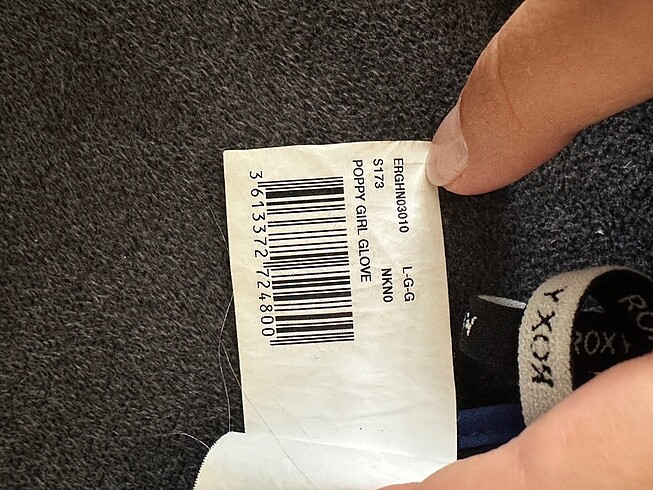 ERGHN03010 L-G-G
S173 NKN0
POPPY GIRL GLOVE
3 613372 724800
ROXY
ROXY